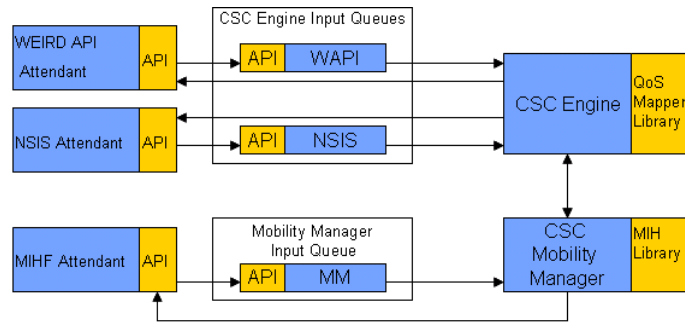 CSC Engine Input Queues
WEIRD API
Attendant
API
API
WAPI
CSC Engine
QoS
Mapper
Library
NSIS Attendant
API
API
NSIS
Mobility Manager
Input Queue
MIHF Attendant
API
API
MM
CSC
Mobility
Manager
MIH
Library